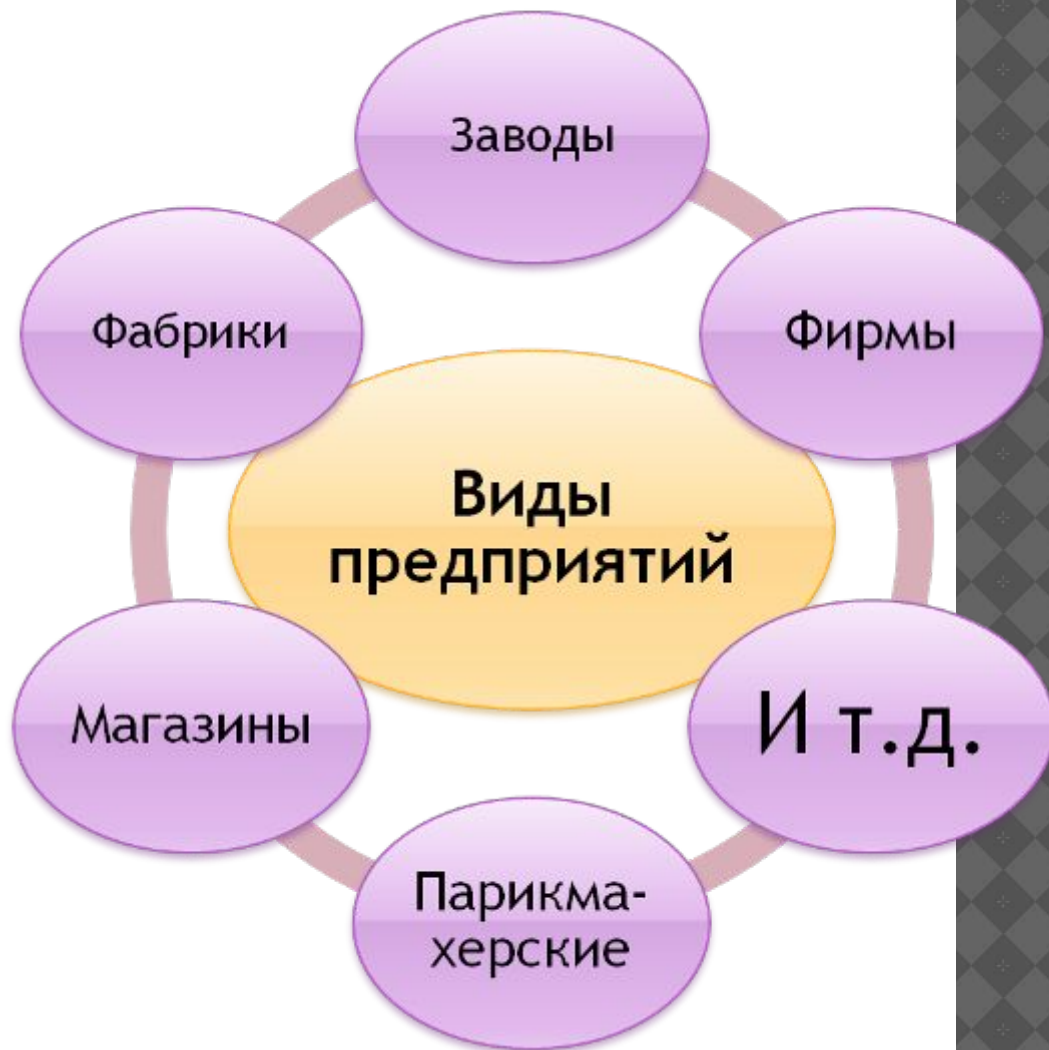 Заводы
Фирмы
Фабрики
Виды
предприятий
Магазины
И т.д.
Парикма-
херские